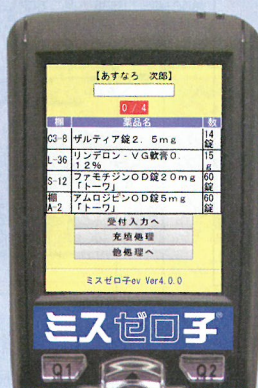 【あすなろ 次郎】
0/4
棚 薬品名 数
C3-8 ザルティア錠2.5mg 14錠
L-36 リンデロン-VG軟膏0.12% 15g
S-12 ファモチジンOD錠20mg「トーワ」 60錠
棚A-2 アムロジピンOD錠5mg「トーワ」 60錠
受付入力へ
充填処理
他処理へ
ミスゼロ子ev Ver4.0.0
ミスゼロ子®
Q1 Q2